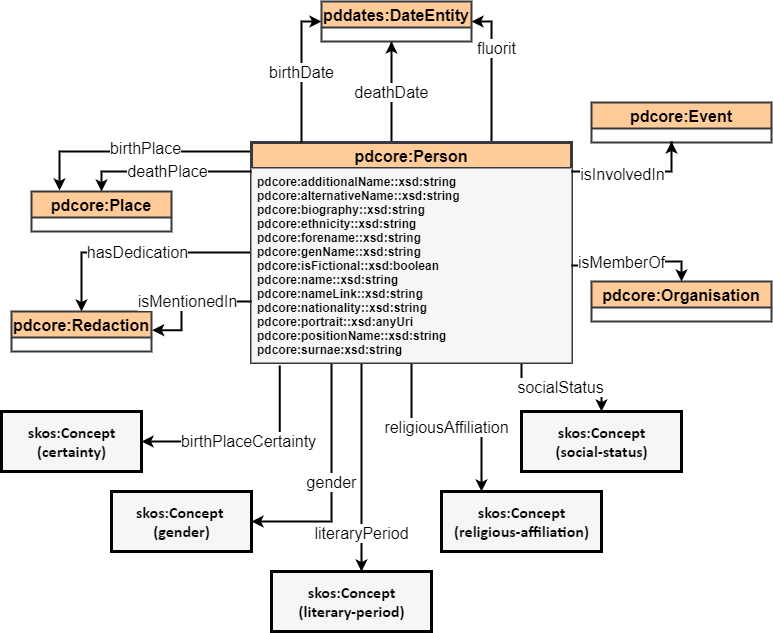 pddates:DateEntity
fluorit
birthDate
deathDate
pdcore:Event
birthPlace
pdcore:Person
deathPlace
isInvolvedIn
pdcore:additionalName::xsd:string
pdcore:alternativeName::xsd:string
pdcore:biography::xsd:string
pdcore:ethnicity::xsd:string
pdcore:forename::xsd:string
pdcore:genName::xsd:string
pdcore:isFictional::xsd:boolean
pdcore:name::xsd:string
pdcore:nameLink::xsd:string
pdcore:nationality::xsd:string
pdcore:portrait::xsd:anyUri
pdcore:positionName::xsd:string
pdcore:surnae:xsd:string
pdcore:Place
hasDedication
isMemberOf
isMentionedIn
pdcore:Organisation
pdcore:Redaction
socialStatus
skos:Concept
(certainty)
birthPlaceCertainty
religiousAffiliation
skos:Concept
(social-status)
gender
skos:Concept
(gender)
literaryPeriod
skos:Concept
(religious-affiliation)
skos:Concept
(literary-period)